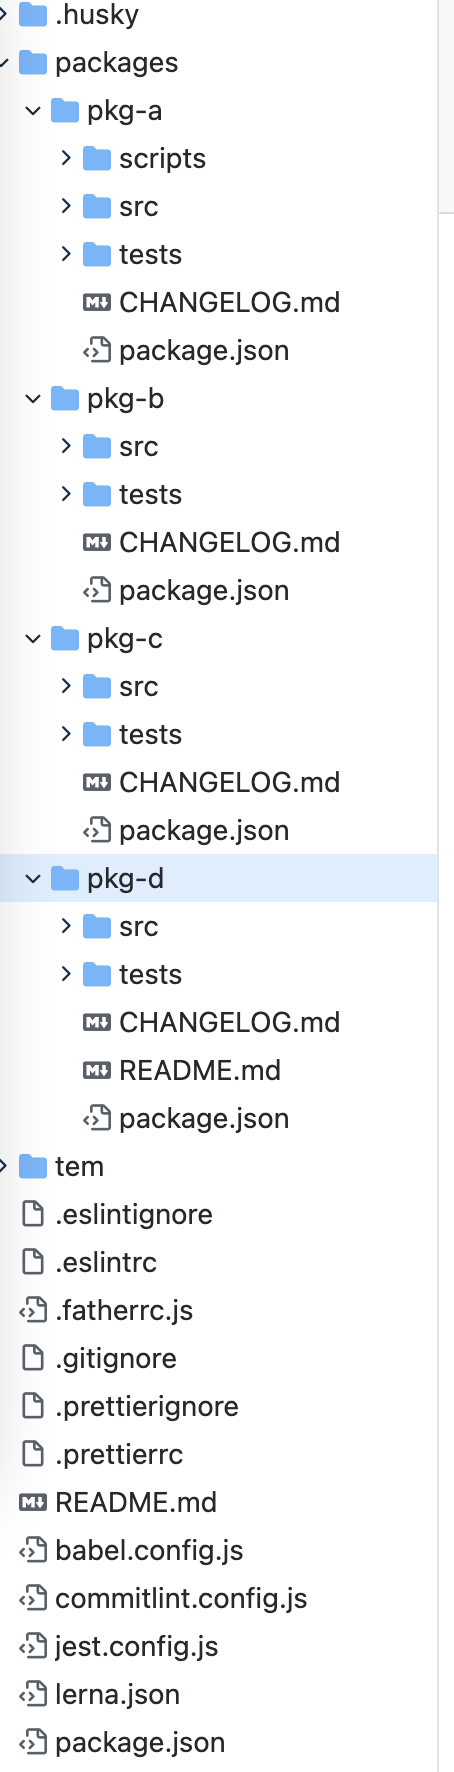 .husky
packages
pkg-a
scripts
src
tests
CHANGELOG.md
package.json
pkg-b
src
tests
CHANGELOG.md
package.json
pkg-c
src
tests
CHANGELOG.md
package.json
pkg-d
src
tests
CHANGELOG.md
README.md
package.json
tem
.eslintignore
.eslintrc
.fatherrc.js
.gitignore
.prettierignore
.prettierrc
README.md
babel.config.js
commitlint.config.js
jest.config.js
lerna.json
package.json